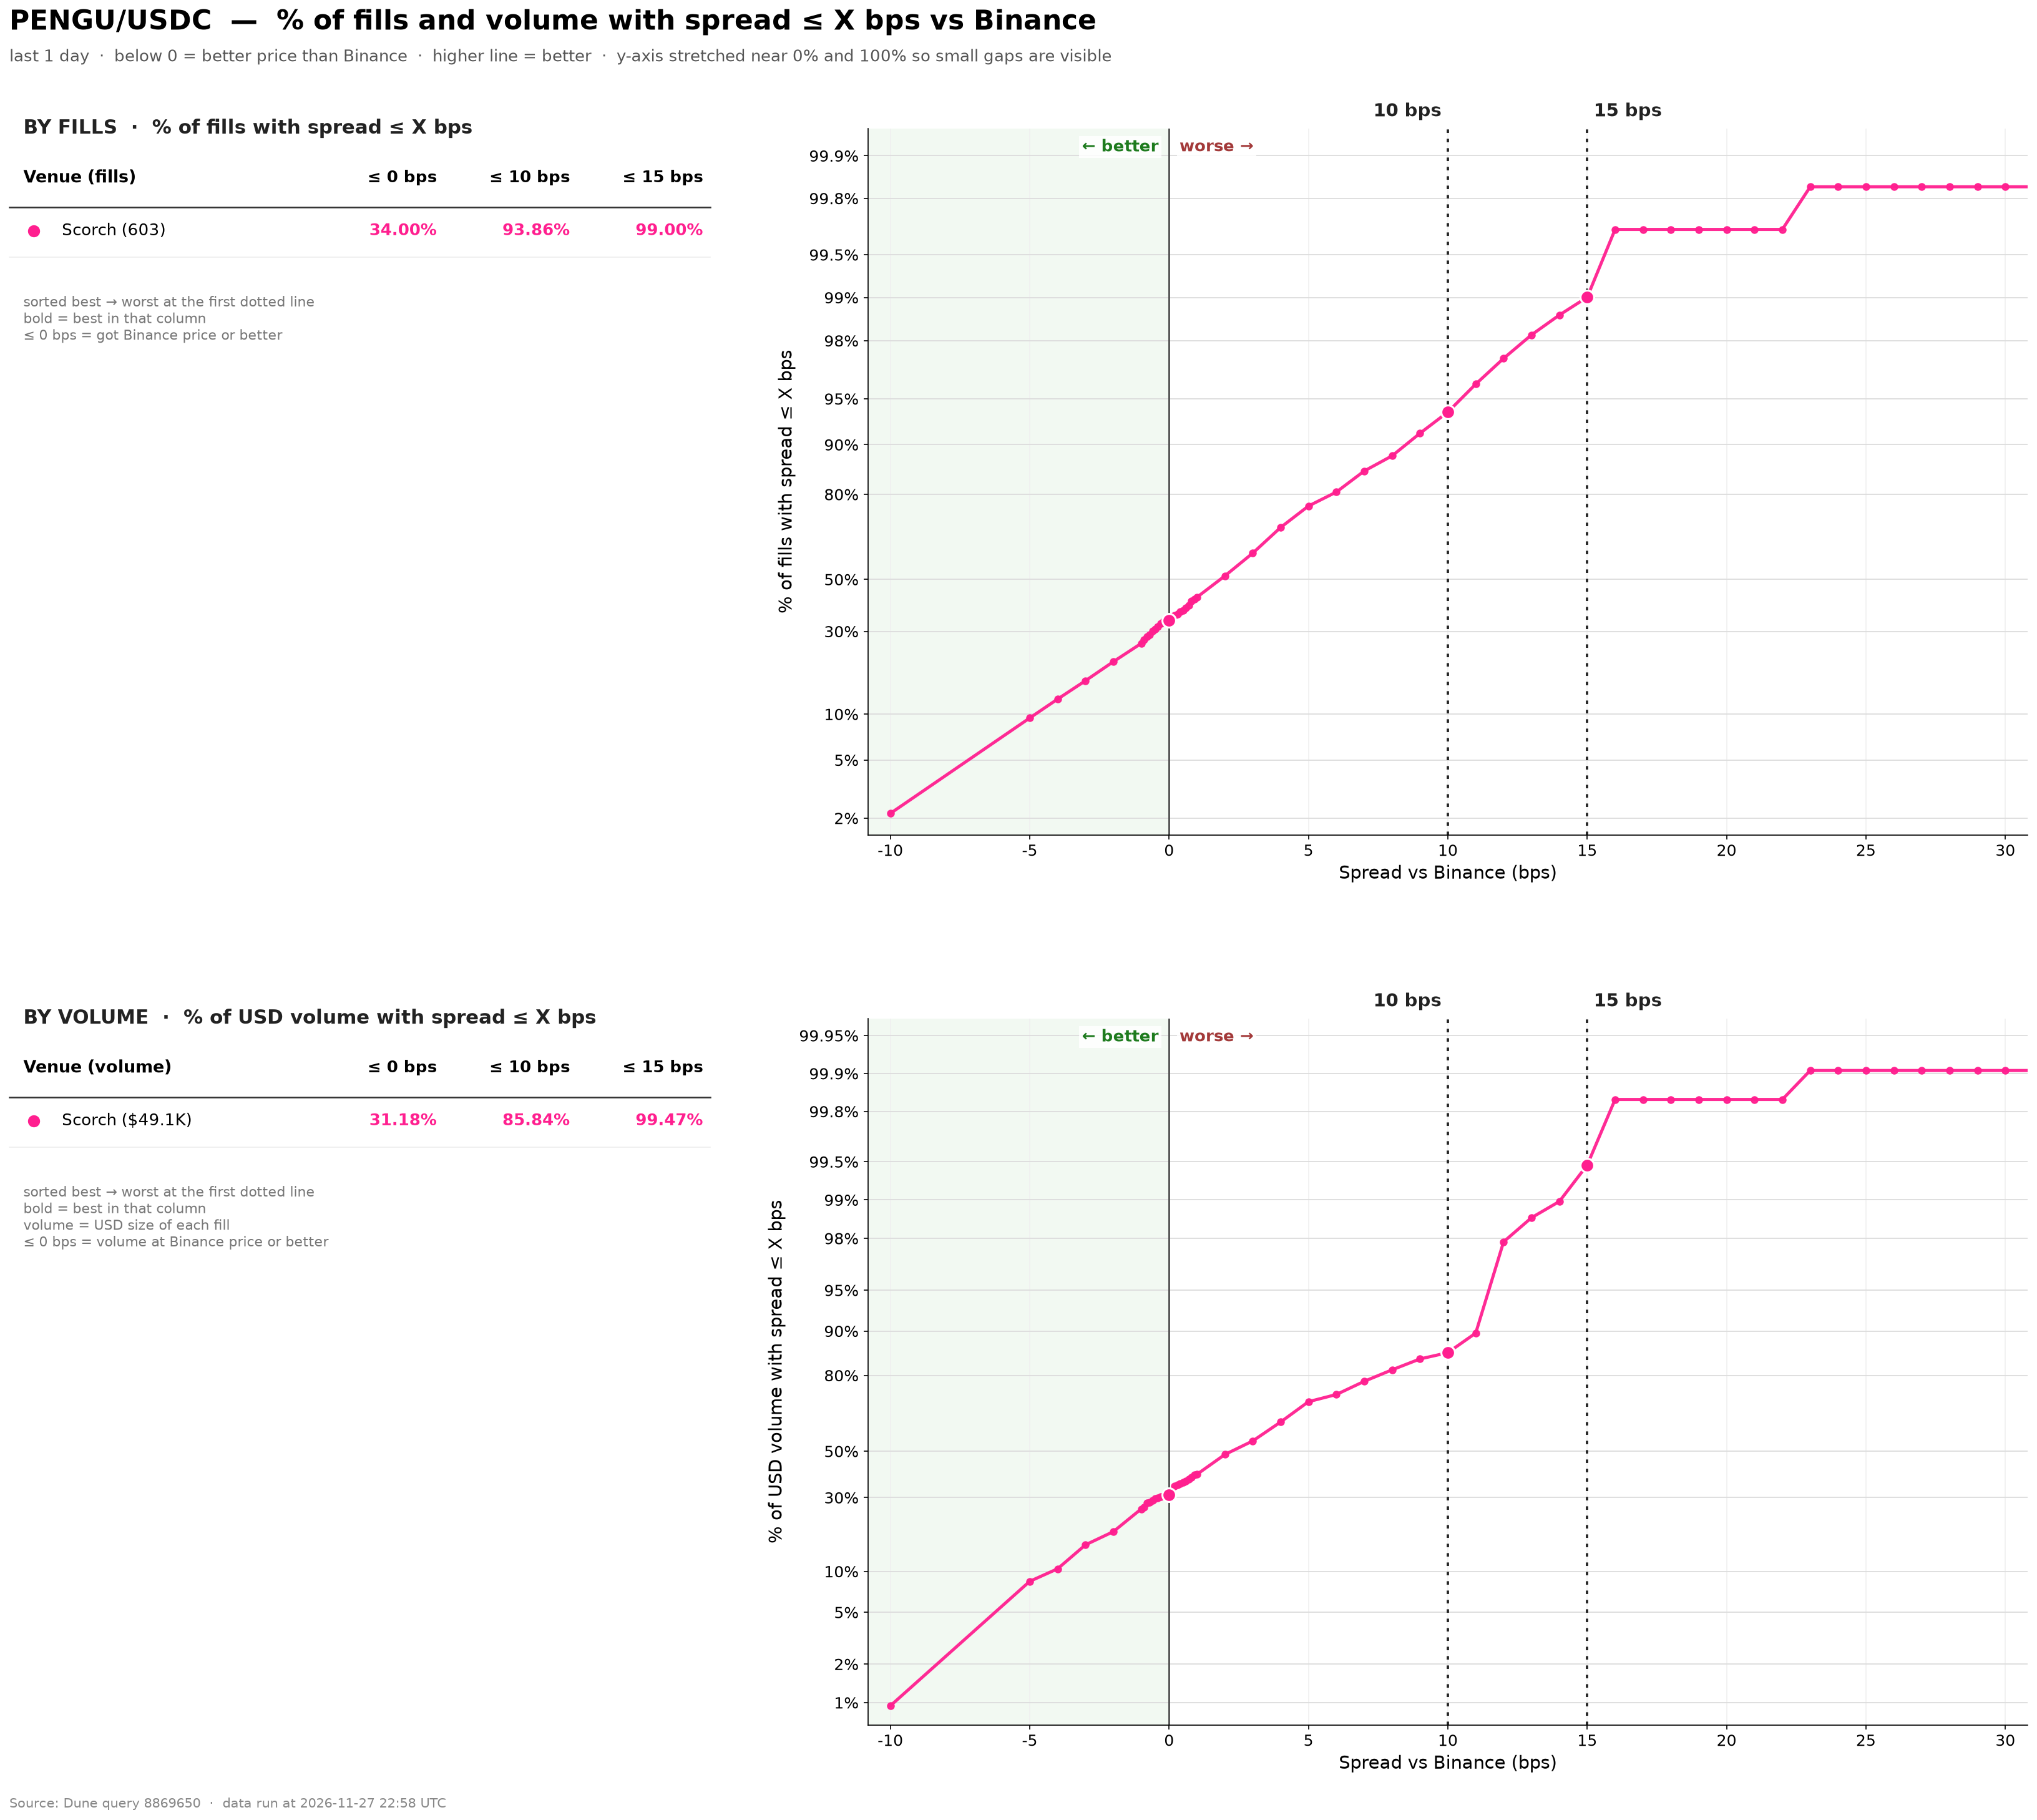 PENGU/USDC  —  % of fills and volume with spread ≤ X bps vs Binance
last 1 day  ·  below 0 = better price than Binance  ·  higher line = better  ·  y-axis stretched near 0% and 100% so small gaps are visible
BY FILLS  ·  % of fills with spread ≤ X bps
Venue (fills)  ≤ 0 bps  ≤ 10 bps  ≤ 15 bps
Scorch (603)  34.00%  93.86%  99.00%
sorted best → worst at the first dotted line
bold = best in that column
≤ 0 bps = got Binance price or better
10 bps  15 bps
← better  worse →
99.9%
99.8%
99.5%
99%
98%
95%
90%
80%
50%
30%
10%
5%
2%
% of fills with spread ≤ X bps
-10  -5  0  5  10  15  20  25  30
Spread vs Binance (bps)
BY VOLUME  ·  % of USD volume with spread ≤ X bps
Venue (volume)  ≤ 0 bps  ≤ 10 bps  ≤ 15 bps
Scorch ($49.1K)  31.18%  85.84%  99.47%
sorted best → worst at the first dotted line
bold = best in that column
volume = USD size of each fill
≤ 0 bps = volume at Binance price or better
10 bps  15 bps
← better  worse →
99.95%
99.9%
99.8%
99.5%
99%
98%
95%
90%
80%
50%
30%
10%
5%
2%
1%
% of USD volume with spread ≤ X bps
-10  -5  0  5  10  15  20  25  30
Spread vs Binance (bps)
Source: Dune query 8869650  ·  data run at 2026-11-27 22:58 UTC